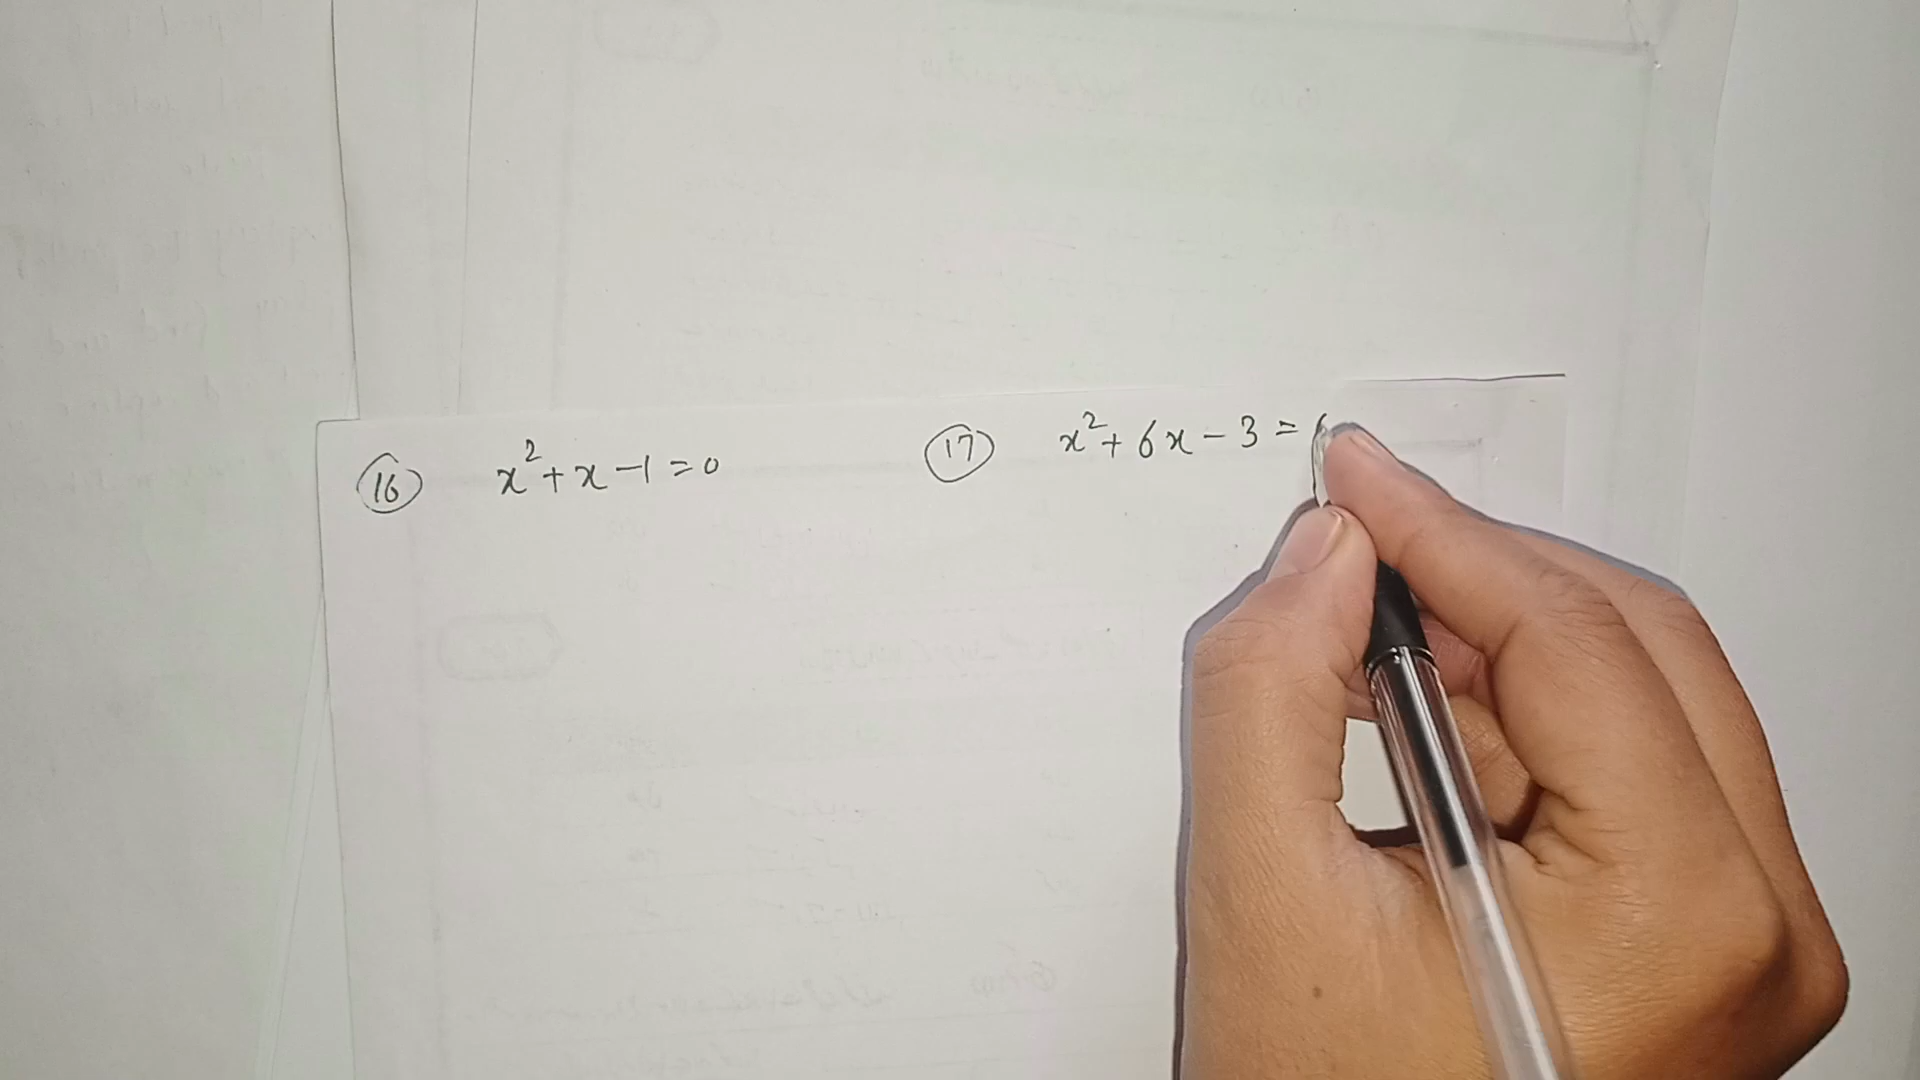 16 x² + x - 1 = 0
17 x² + 6x - 3 =